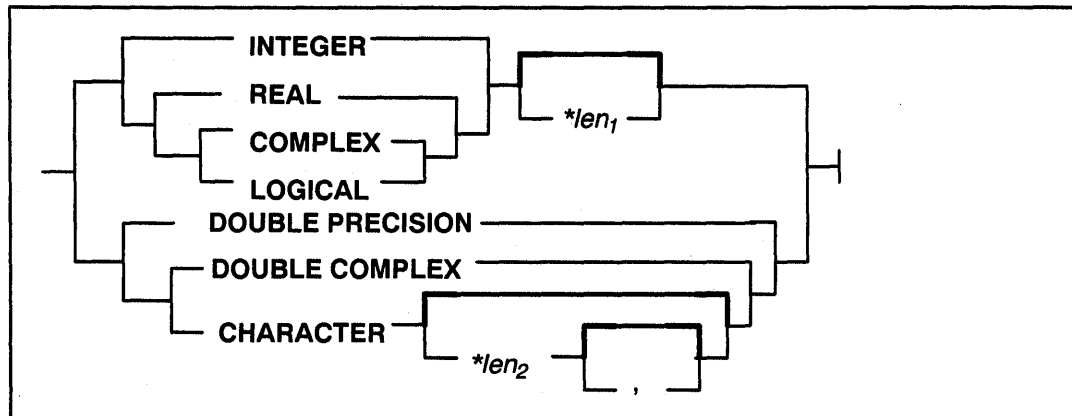 INTEGER
REAL
*len₁
COMPLEX
LOGICAL
DOUBLE PRECISION
DOUBLE COMPLEX
CHARACTER
*len₂
,